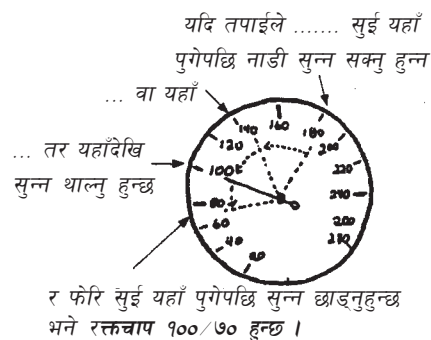 यदि तपाईले ....... सुई यहाँ
पुगेपछि नाडी सुन्न सक्नु हुन्न
... वा यहाँ
... तर यहाँदेखि
सुन्न थाल्नु हुन्छ
20
40
60
80
100
120
140
160
180
200
220
240
280
र फेरि सुई यहाँ पुगेपछि सुन्न छाड्नुहुन्छ
भने रक्तचाप १००/७० हुन्छ ।